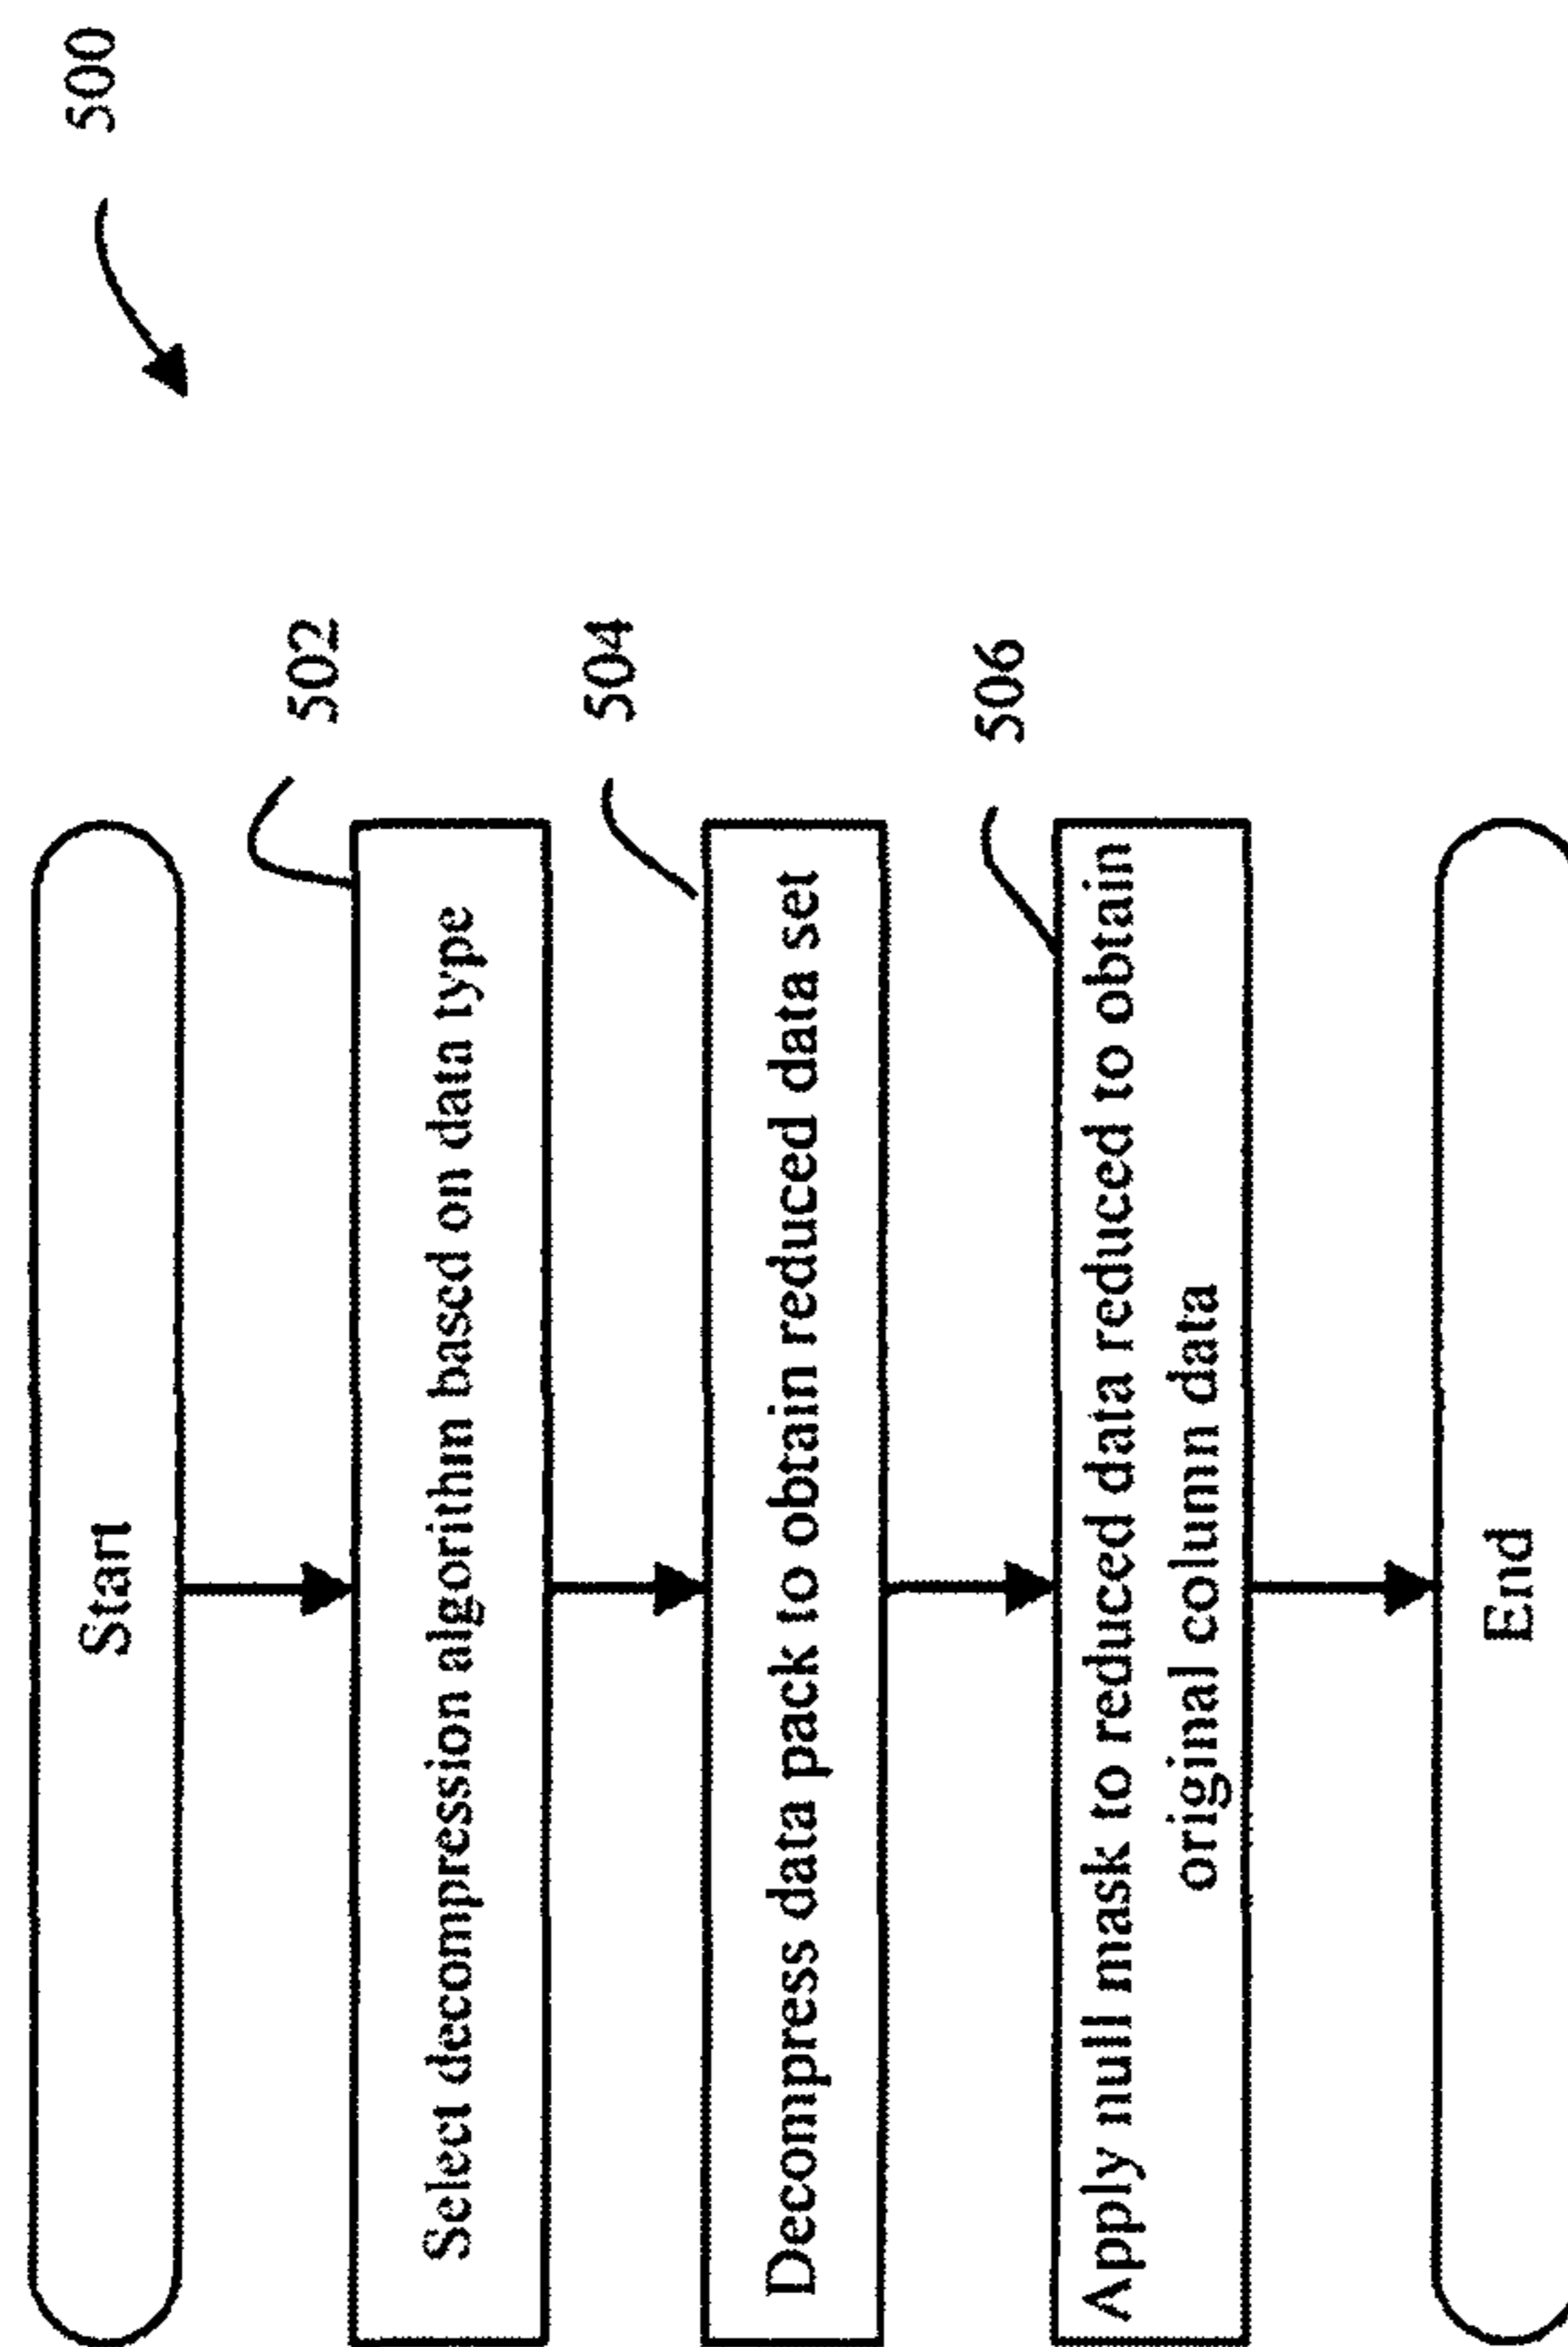 500
Start
502
Select decompression algorithm based on data type
504
Decompress data pack to obtain reduced data set
506
Apply null mask to reduced data reduced to obtain
original column data
End